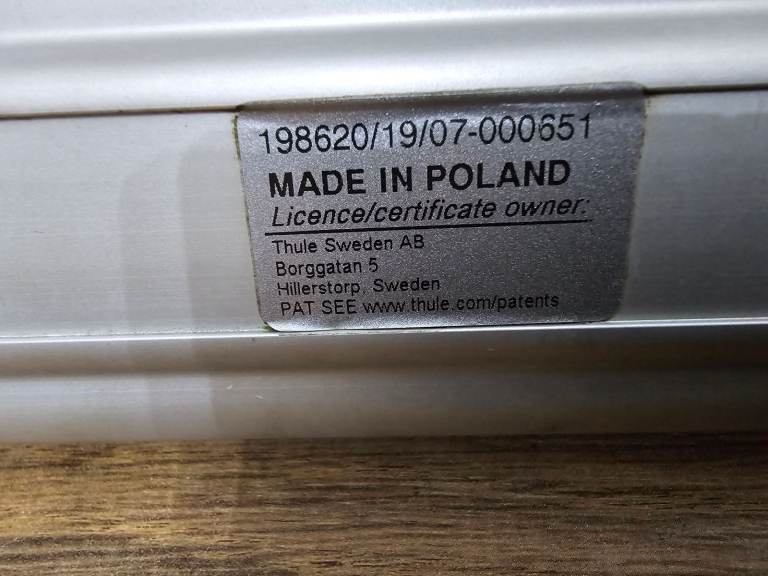 198620/19/07-000651
MADE IN POLAND
Licence/certificate owner:
Thule Sweden AB
Borggatan 5
Hillerstorp, Sweden
PAT SEE www.thule.com/patents